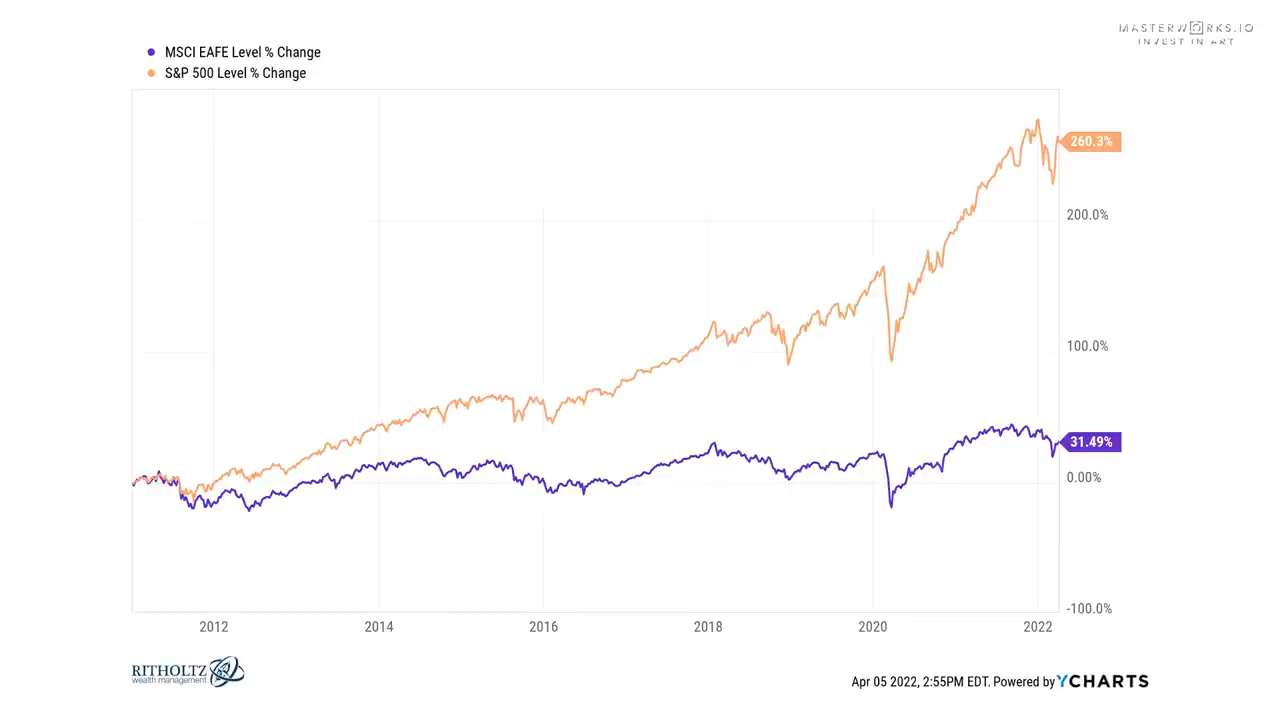 MASTERWORKS.IO
INVEST IN ART
MSCI EAFE Level % Change
S&P 500 Level % Change
260.3%
200.0%
100.0%
31.49%
0.00%
-100.0%
2012 2014 2016 2018 2020 2022
RITHOLTZ
wealth management
Apr 05 2022, 2:55PM EDT. Powered by YCHARTS